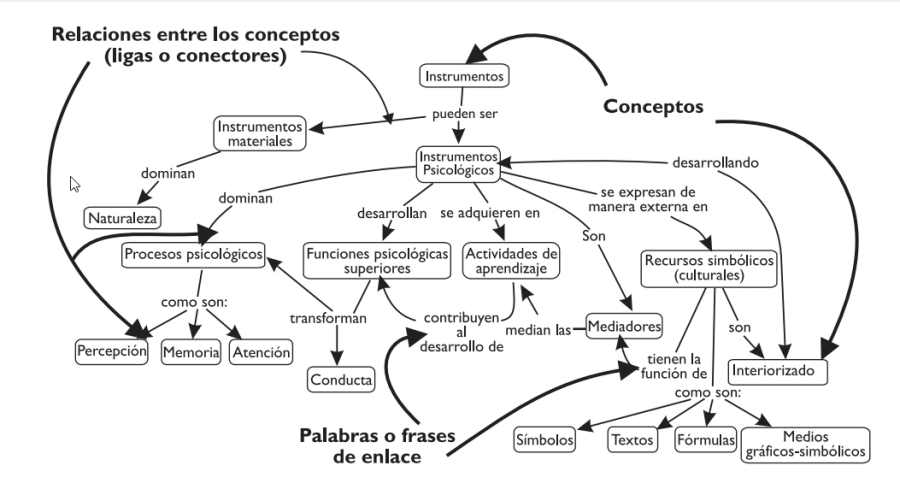 Relaciones entre los conceptos
(ligas o conectores)
Instrumentos
Conceptos
pueden ser
Instrumentos
materiales
Instrumentos
Psicológicos
desarrollando
dominan
dominan
se expresan de
manera externa en
desarrollan
se adquieren en
Naturaleza
Son
Procesos psicológicos
Funciones psicológicas
superiores
Actividades de
aprendizaje
Recursos simbólicos
(culturales)
como son:
transforman
contribuyen
al
desarrollo de
median las
Mediadores
son
Percepción
Memoria
Atención
Conducta
tienen la
función de
Interiorizado
como son:
Palabras o frases
de enlace
Símbolos
Textos
Fórmulas
Medios
gráficos-simbólicos